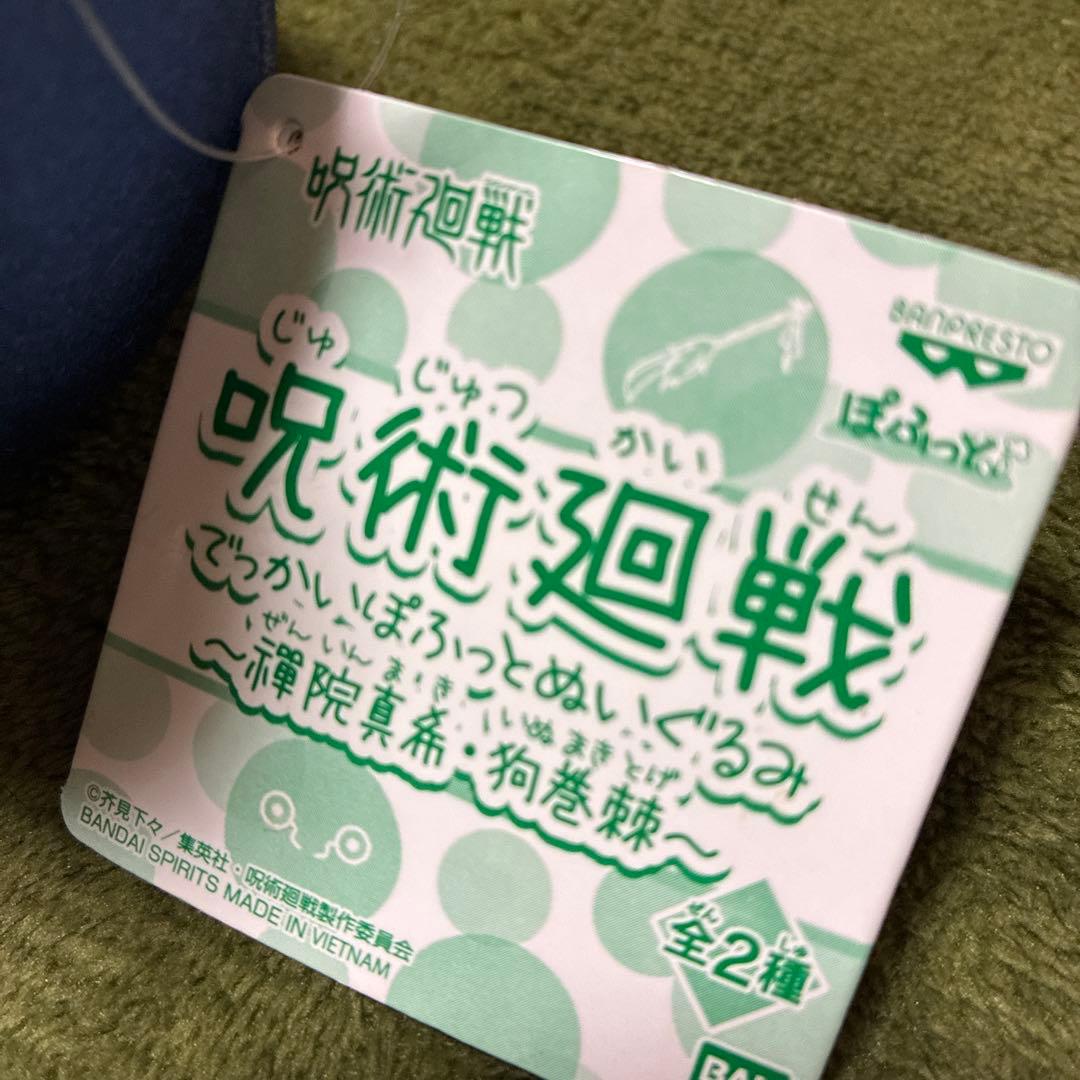 呪術廻戦
BANPRESTO
ぽふっと
じゅ じゅつ かい せん
呪術廻戦
でっかいぽふっとぬいぐるみ
ぜん いん ま き いぬ まき とげ
〜禪院真希・狗巻棘〜
ぜん しゅ
全2種
©芥見下々/集英社・呪術廻戦製作委員会
BANDAI SPIRITS MADE IN VIETNAM